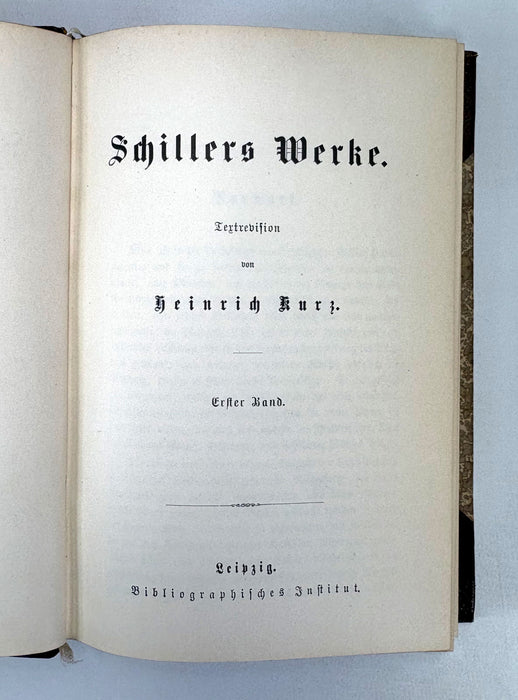 Schillers Werke.
Textrevision
von
Heinrich Kurz.
Erster Band.
Leipzig.
Bibliographisches Institut.